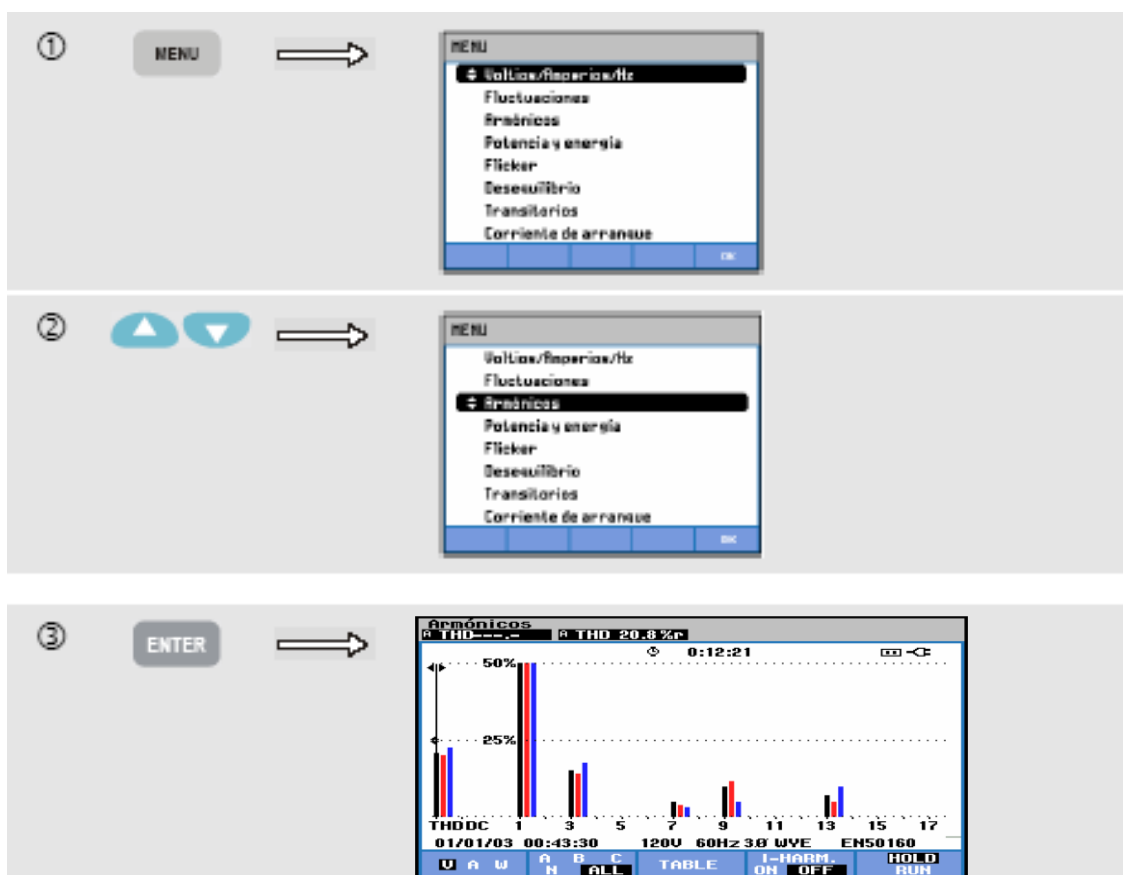 ①
MENU
MENU
Voltios/Amperios/Hz
Fluctuaciones
Armónicos
Potencia y energía
Flicker
Desequilibrio
Transitorios
Corriente de arranque
OK
②
MENU
Voltios/Amperios/Hz
Fluctuaciones
Armónicos
Potencia y energía
Flicker
Desequilibrio
Transitorios
Corriente de arranque
OK
③
ENTER
Armónicos
A THD---.- A THD 20.8 %r
0:12:21
50%
25%
THD DC 1 3 5 7 9 11 13 15 17
01/01/03 00:43:30 120V 60Hz 3Ø WYE EN50160
V A W A B C N ALL TABLE I-HARM. ON OFF HOLD RUN